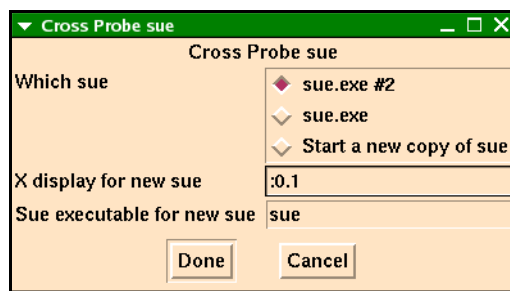 Cross Probe sue
Cross Probe sue
Which sue
sue.exe #2
sue.exe
Start a new copy of sue
X display for new sue :0.1
Sue executable for new sue sue
Done Cancel